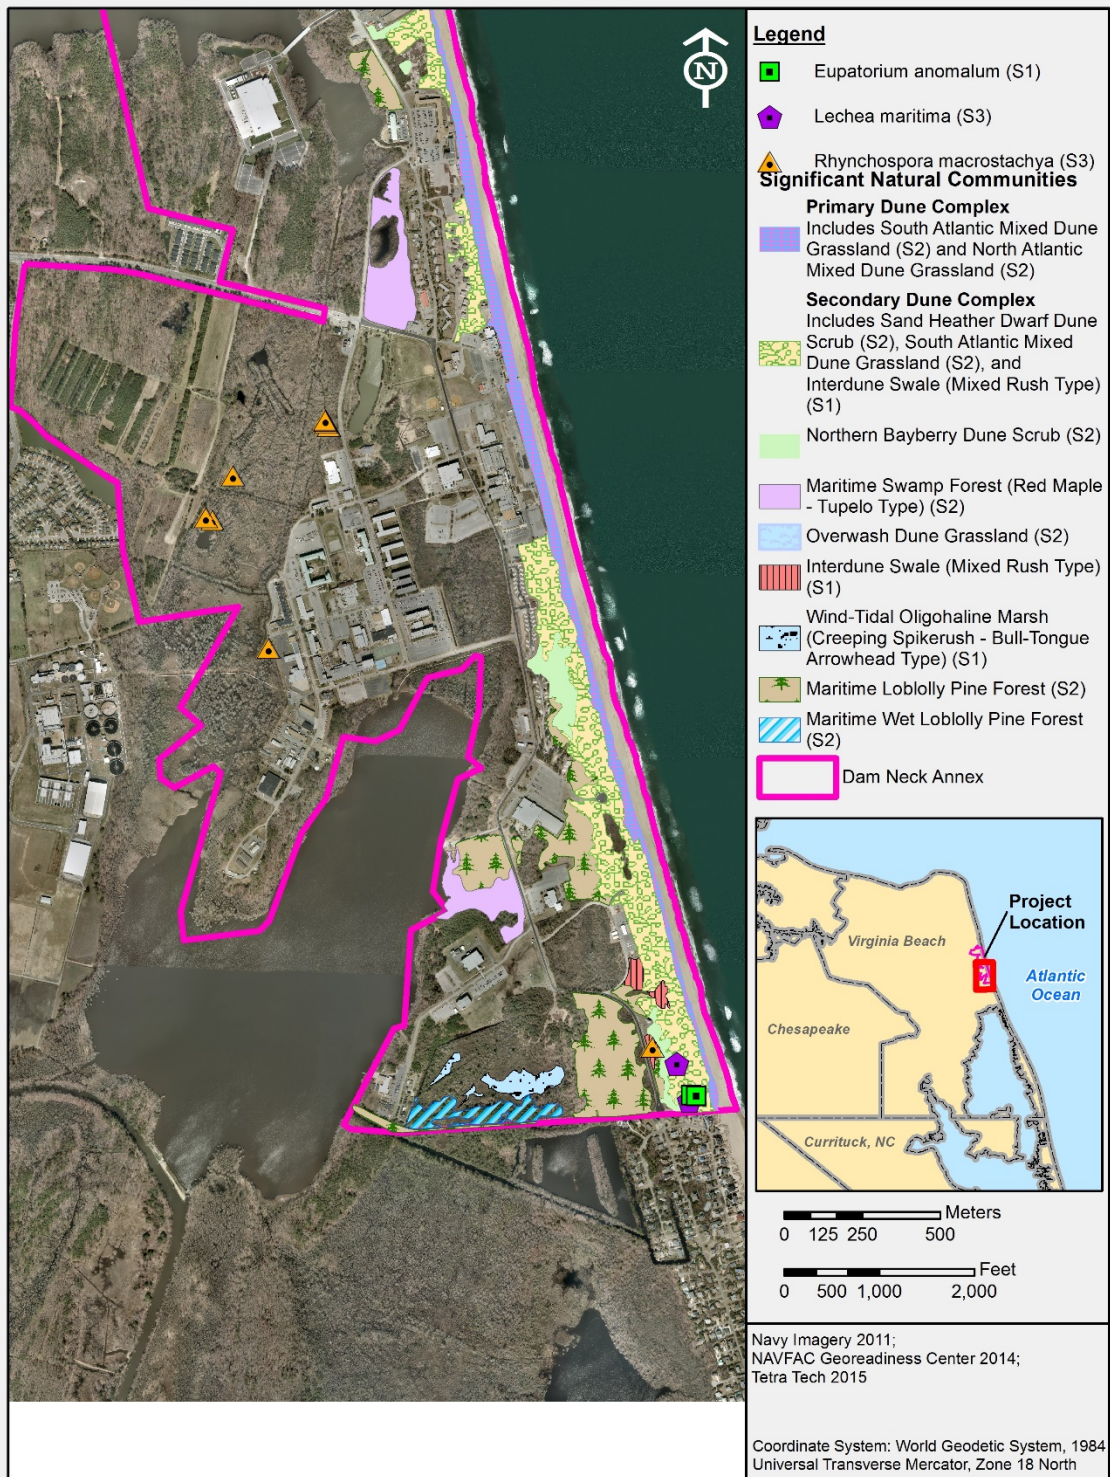 N
Legend
Eupatorium anomalum (S1)
Lechea maritima (S3)
Rhynchospora macrostachya (S3)
Significant Natural Communities
Primary Dune Complex
Includes South Atlantic Mixed Dune
Grassland (S2) and North Atlantic
Mixed Dune Grassland (S2)
Secondary Dune Complex
Includes Sand Heather Dwarf Dune
Scrub (S2), South Atlantic Mixed
Dune Grassland (S2), and
Interdune Swale (Mixed Rush Type)
(S1)
Northern Bayberry Dune Scrub (S2)
Maritime Swamp Forest (Red Maple
- Tupelo Type) (S2)
Overwash Dune Grassland (S2)
Interdune Swale (Mixed Rush Type)
(S1)
Wind-Tidal Oligohaline Marsh
(Creeping Spikerush - Bull-Tongue
Arrowhead Type) (S1)
Maritime Loblolly Pine Forest (S2)
Maritime Wet Loblolly Pine Forest
(S2)
Dam Neck Annex
Project
Location
Virginia Beach
Atlantic
Ocean
Chesapeake
Currituck, NC
Meters
0 125 250 500
Feet
0 500 1,000 2,000
Navy Imagery 2011;
NAVFAC Georeadiness Center 2014;
Tetra Tech 2015
Coordinate System: World Geodetic System, 1984
Universal Transverse Mercator, Zone 18 North